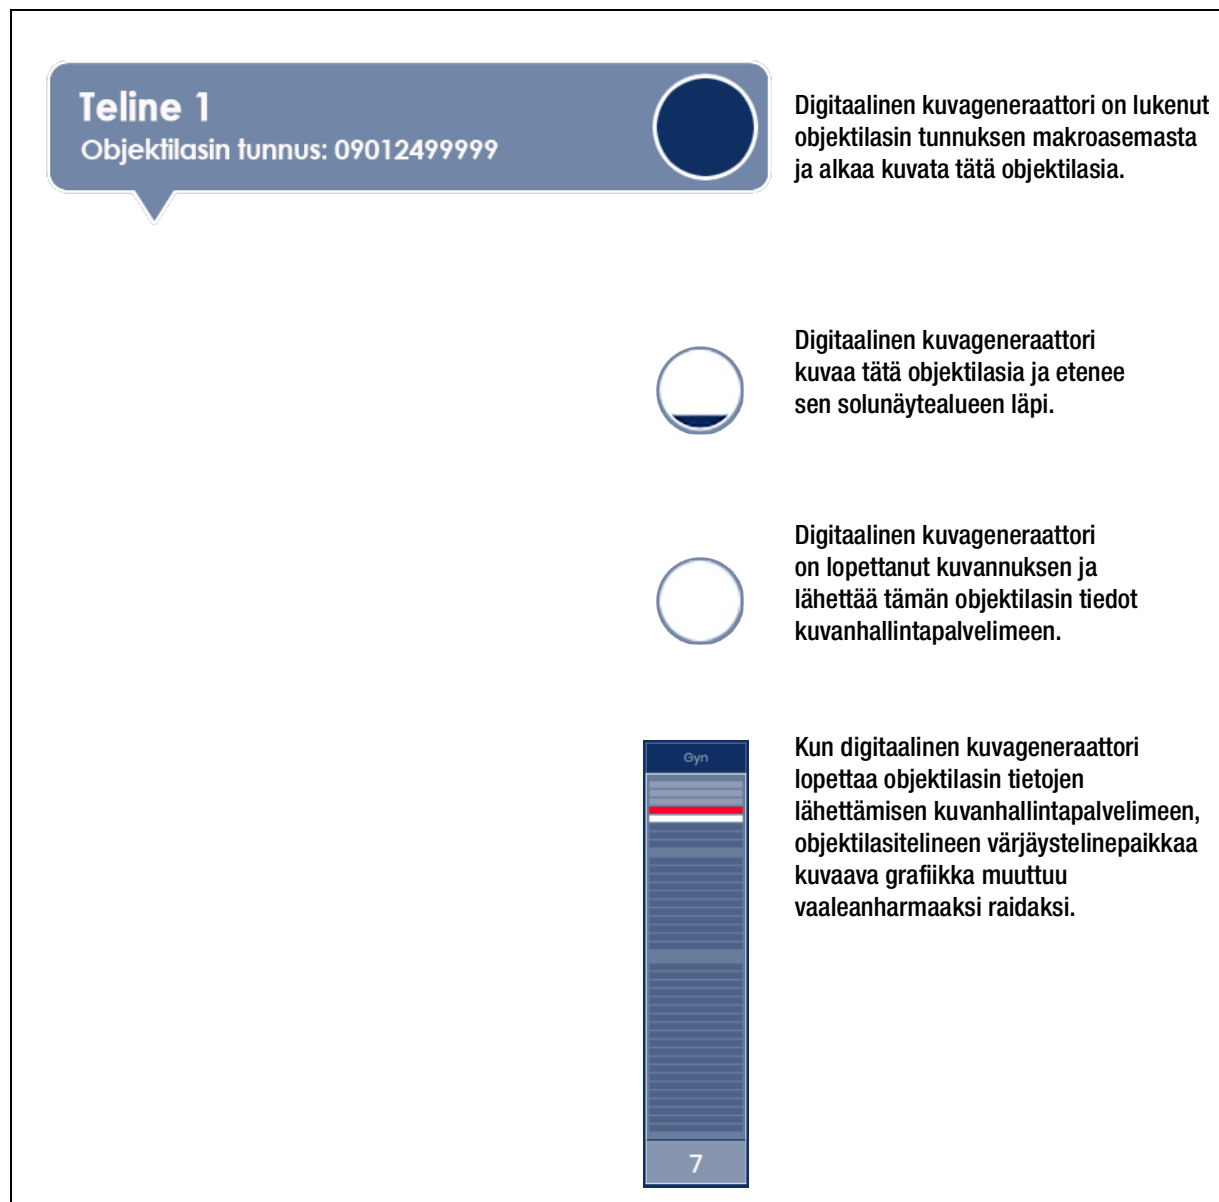 Teline 1
Objektilasin tunnus: 09012499999
Digitaalinen kuvageneraattori on lukenut
objektilasin tunnuksen makroasemasta
ja alkaa kuvata tätä objektilasia.
Digitaalinen kuvageneraattori
kuvaa tätä objektilasia ja etenee
sen solunäytealueen läpi.
Digitaalinen kuvageneraattori
on lopettanut kuvannuksen ja
lähettää tämän objektilasin tiedot
kuvanhallintapalvelimeen.
Gyn
Kun digitaalinen kuvageneraattori
lopettaa objektilasin tietojen
lähettämisen kuvanhallintapalvelimeen,
objektilasitelineen värjäystelinepaikkaa
kuvaava grafiikka muuttuu
vaaleanharmaaksi raidaksi.
7